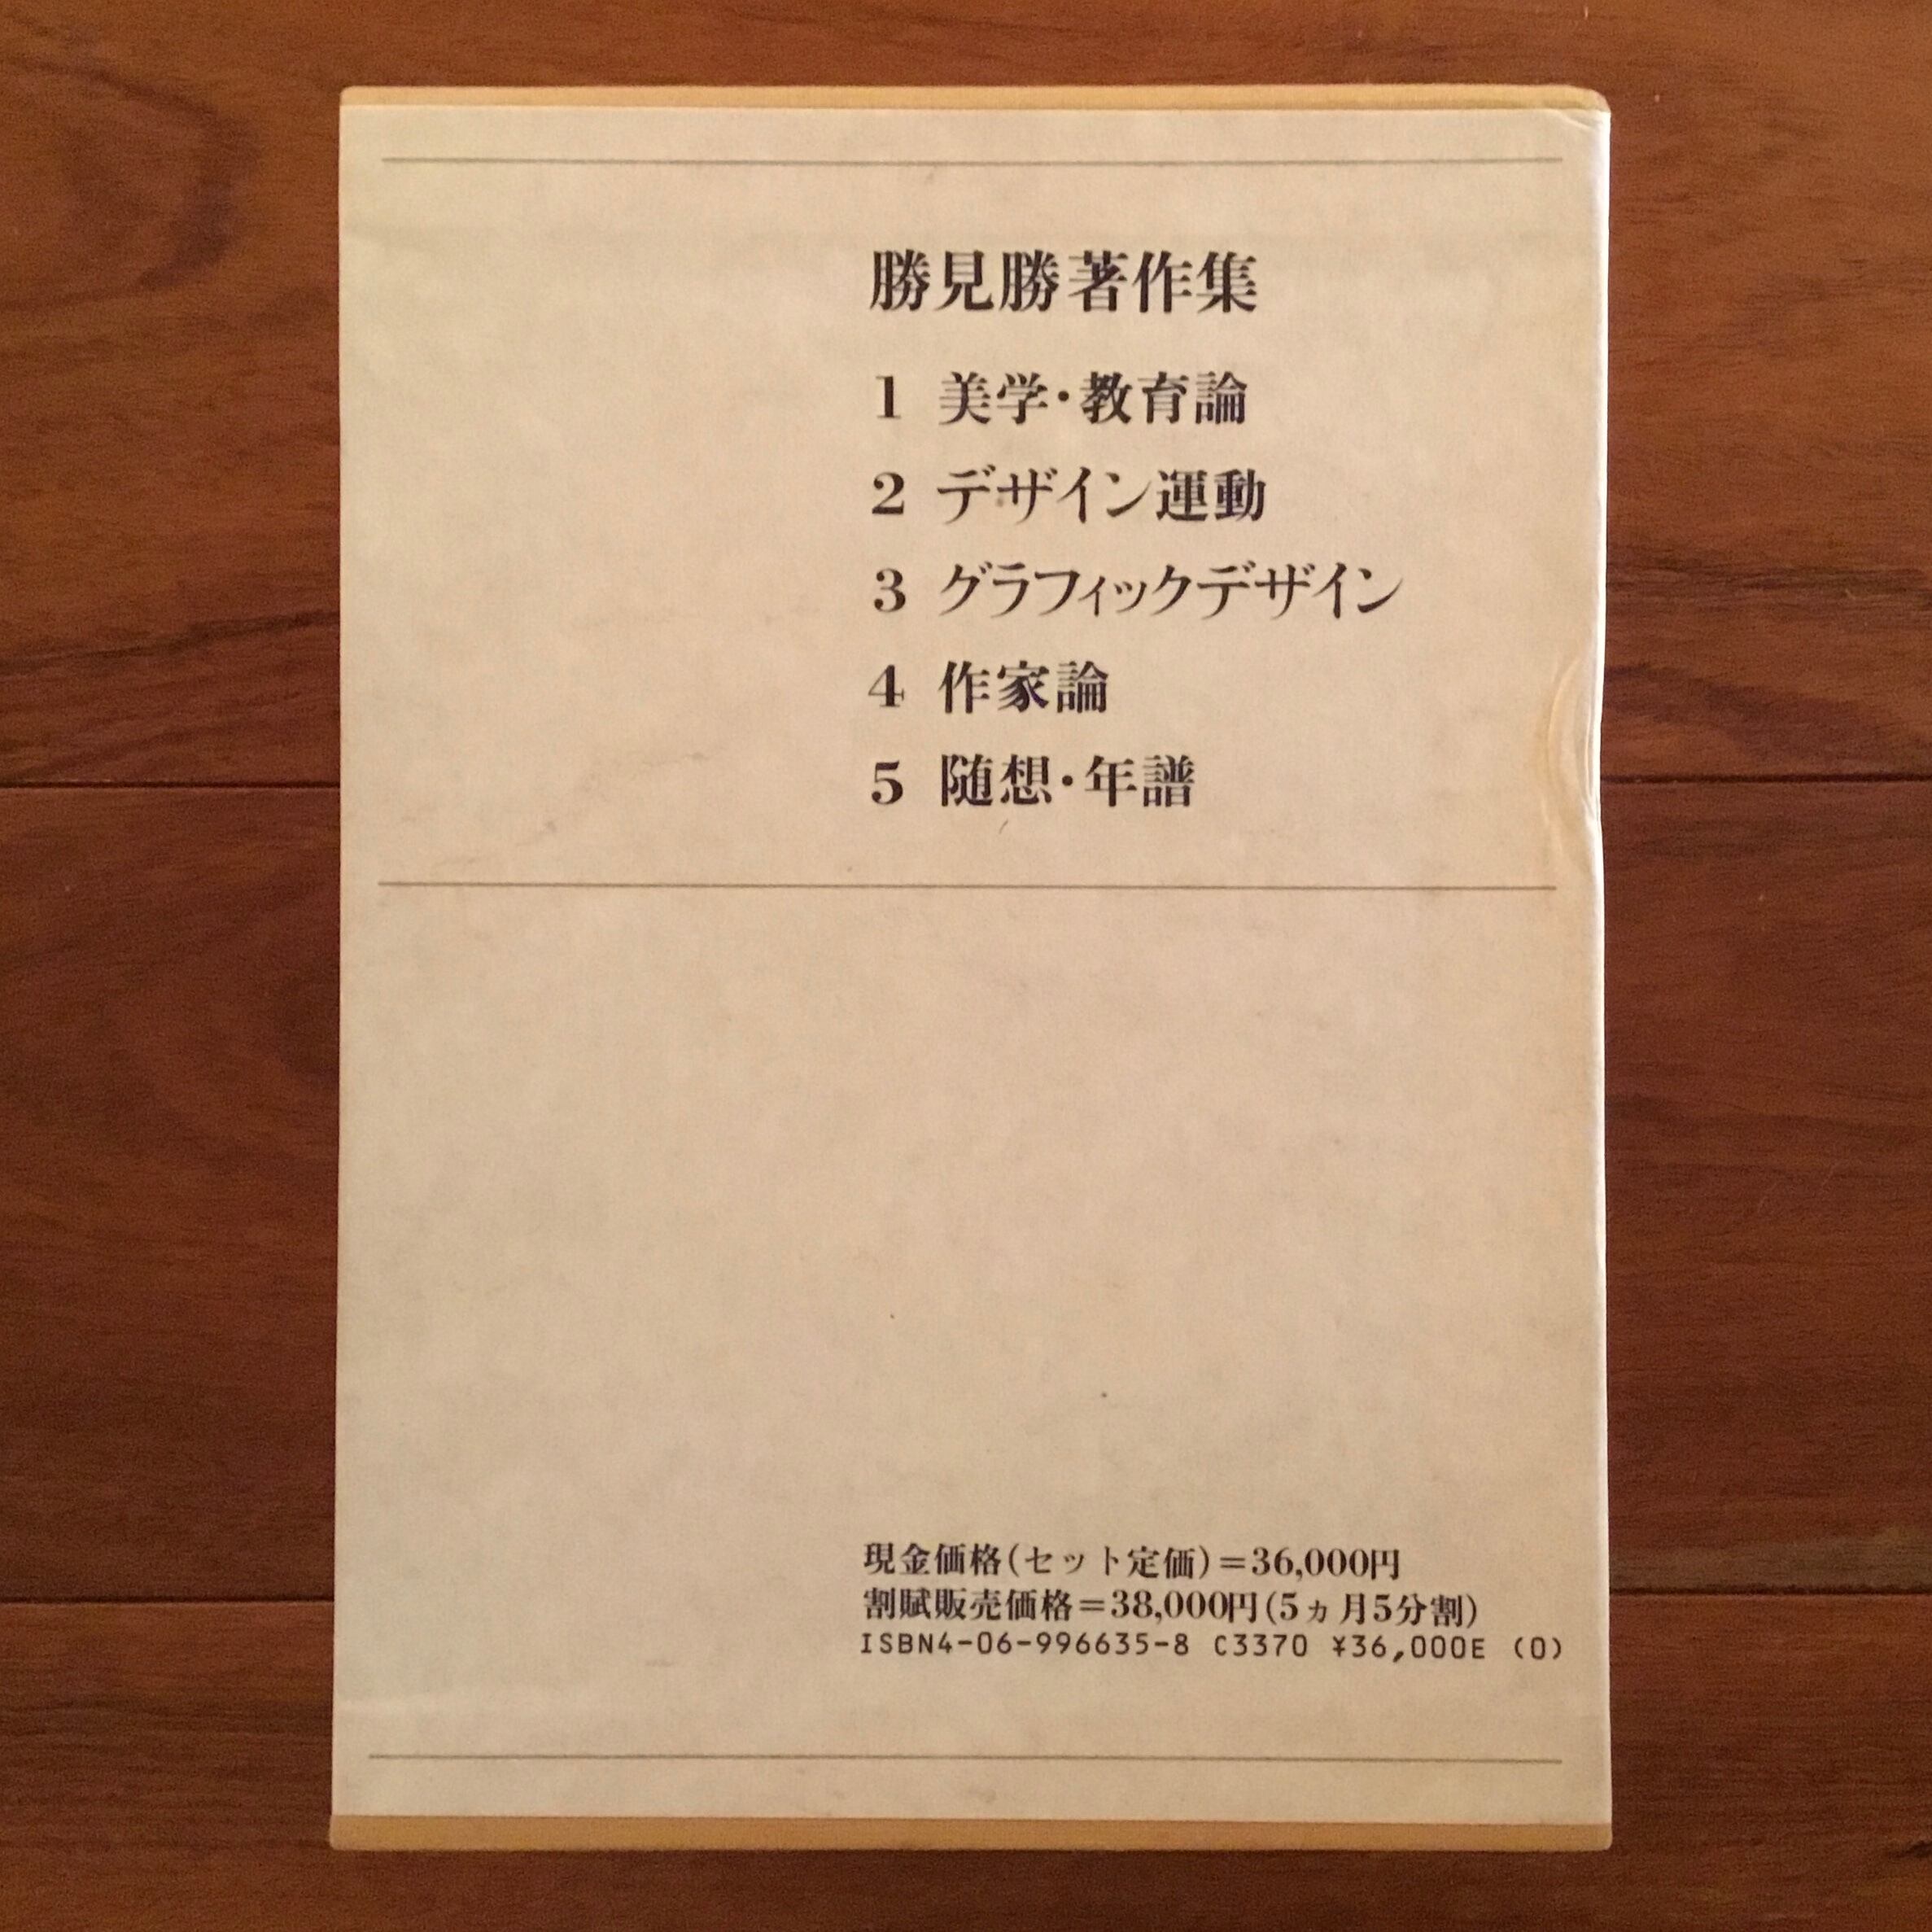 勝見勝著作集
1 美学・教育論
2 デザイン運動
3 グラフィックデザイン
4 作家論
5 随想・年譜
現金価格(セット定価)=36,000円
割賦販売価格=38,000円(5ヵ月5分割)
ISBN4-06-996635-8 C3370 ¥36,000E (0)